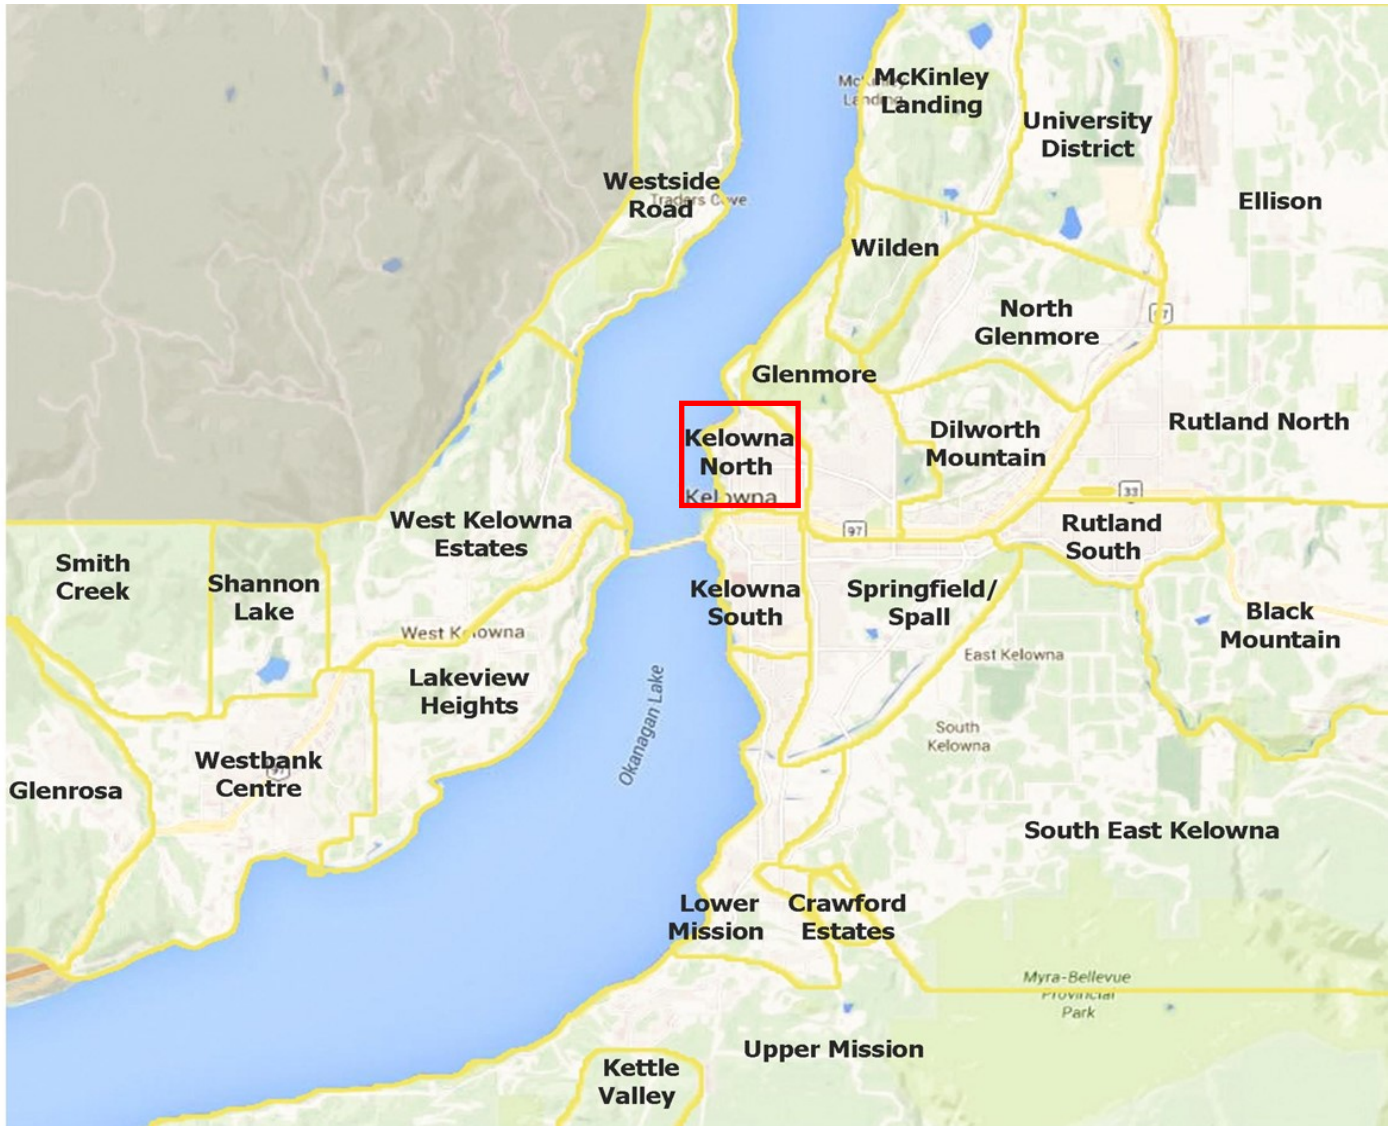 McKinley
Landing
University
District
Westside
Road
Traders Cove
Ellison
Wilden
North
Glenmore
97
Glenmore
Kelowna
North
Kelowna
Dilworth
Mountain
Rutland North
33
West Kelowna
Estates
97
Rutland
South
Smith
Creek
Shannon
Lake
Kelowna
South
Springfield/
Spall
Black
Mountain
West Kelowna
East Kelowna
Lakeview
Heights
Okanagan Lake
South
Kelowna
Westbank
Centre
97
Glenrosa
South East Kelowna
Lower
Mission
Crawford
Estates
Myra-Bellevue
Provincial
Park
Upper Mission
Kettle
Valley